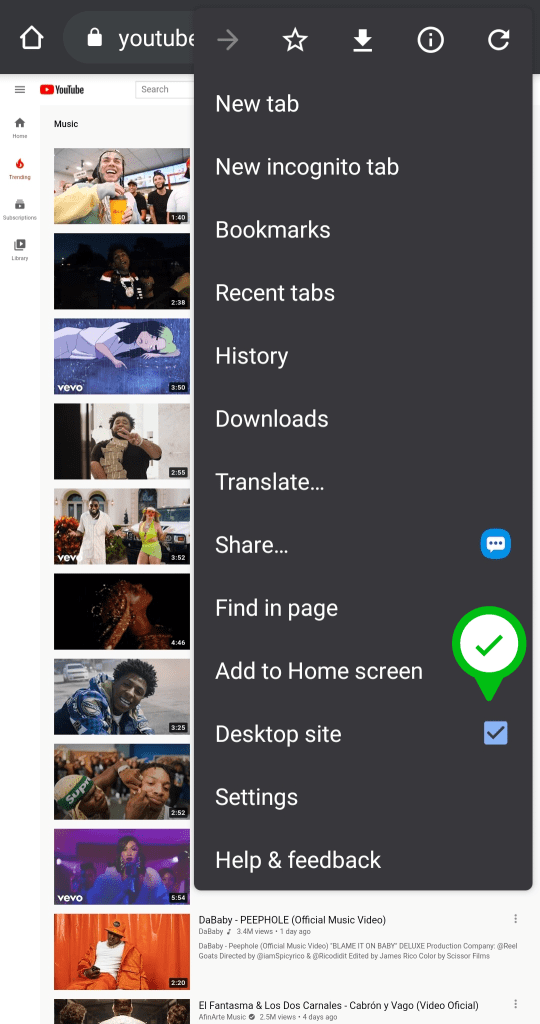 youtube
YouTube
Search
Home
Trending
Subscriptions
Library
Music
1:40
2:38
vevo
3:50
2:55
vevo
3:52
4:46
3:25
Supr
2:52
vevo
5:54
New tab
New incognito tab
Bookmarks
Recent tabs
History
Downloads
Translate...
Share...
Find in page
Add to Home screen
Desktop site
Settings
Help & feedback
2:20
DaBaby - PEEPHOLE (Official Music Video)
DaBaby ♪ 3.4M views • 1 day ago
DaBaby - Peephole (Official Music Video) "BLAME IT ON BABY" DELUXE Production Company: @Reel
Goats Directed by @iamSpicyrico & @Ricodidit Edited by James Rico Color by Scissor Films
El Fantasma & Los Dos Carnales - Cabrón y Vago (Video Oficial)
AfinArte Music 2.5M views • 4 days ago